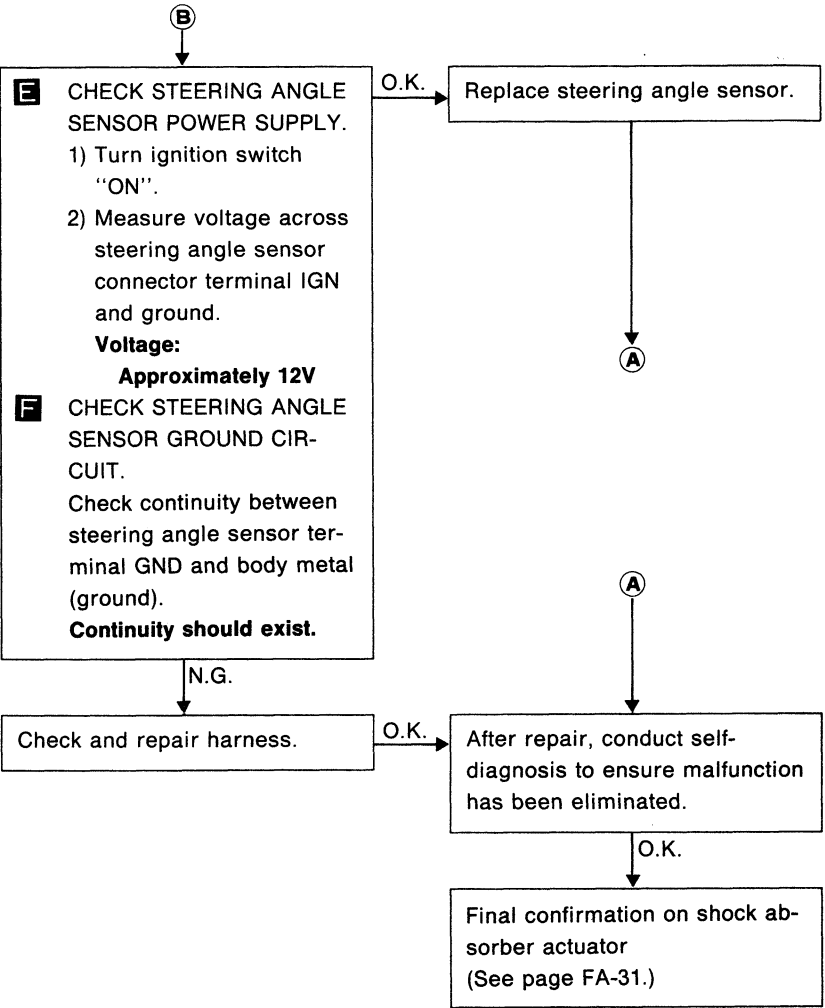 B
E CHECK STEERING ANGLE
SENSOR POWER SUPPLY.
1) Turn ignition switch
"ON".
2) Measure voltage across
steering angle sensor
connector terminal IGN
and ground.
Voltage:
Approximately 12V
F CHECK STEERING ANGLE
SENSOR GROUND CIR-
CUIT.
Check continuity between
steering angle sensor ter-
minal GND and body metal
(ground).
Continuity should exist.
O.K.
Replace steering angle sensor.
A
N.G.
Check and repair harness.
O.K.
A
After repair, conduct self-
diagnosis to ensure malfunction
has been eliminated.
O.K.
Final confirmation on shock ab-
sorber actuator
(See page FA-31.)